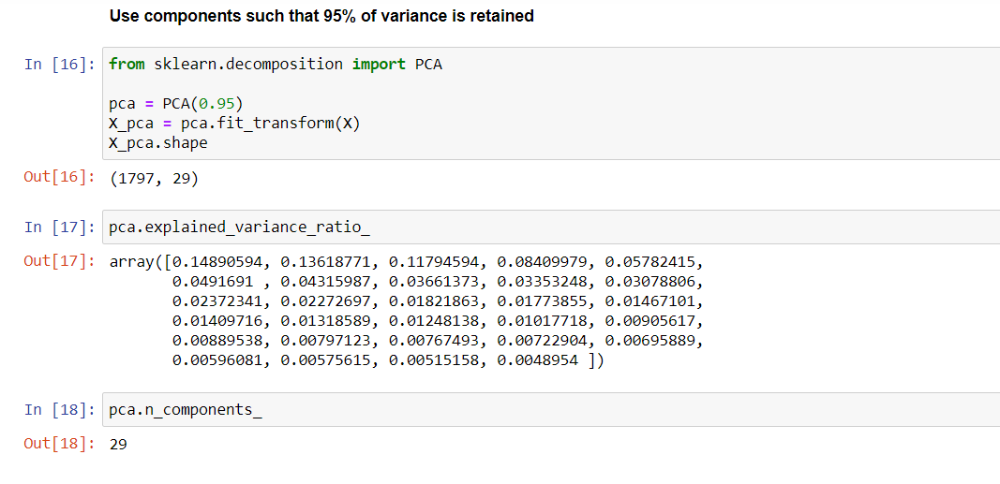 Use components such that 95% of variance is retained
In [16]: from sklearn.decomposition import PCA
pca = PCA(0.95)
X_pca = pca.fit_transform(X)
X_pca.shape
Out[16]: (1797, 29)
In [17]: pca.explained_variance_ratio_
Out[17]: array([0.14890594, 0.13618771, 0.11794594, 0.08409979, 0.05782415,
0.0491691 , 0.04315987, 0.03661373, 0.03353248, 0.03078806,
0.02372341, 0.02272697, 0.01821863, 0.01773855, 0.01467101,
0.01409716, 0.01318589, 0.01248138, 0.01017718, 0.00905617,
0.00889538, 0.00797123, 0.00767493, 0.00722904, 0.00695889,
0.00596081, 0.00575615, 0.00515158, 0.0048954 ])
In [18]: pca.n_components_
Out[18]: 29